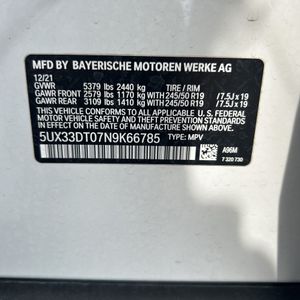 MFD. BY BAYERISCHE MOTOREN WERKE AG
12/21
GVWR 5379 lbs 2440 kg TIRE / RIM
GAWR FRONT 2579 lbs 1170 kg 245/50 R19 /7.5J x 19
GAWR REAR 3109 lbs 1410 kg 245/50 R19 /7.5J x 19
THIS VEHICLE CONFORMS TO ALL APPLICABLE
U.S. FEDERAL MOTOR VEHICLE SAFETY, BUMPER,
AND THEFT PREVENTION STANDARDS IN EFFECT
ON THE DATE OF MANUFACTURE SHOWN ABOVE.
5UX33DT07N9K66785 TYPE: MPV
A96M
7 320 730